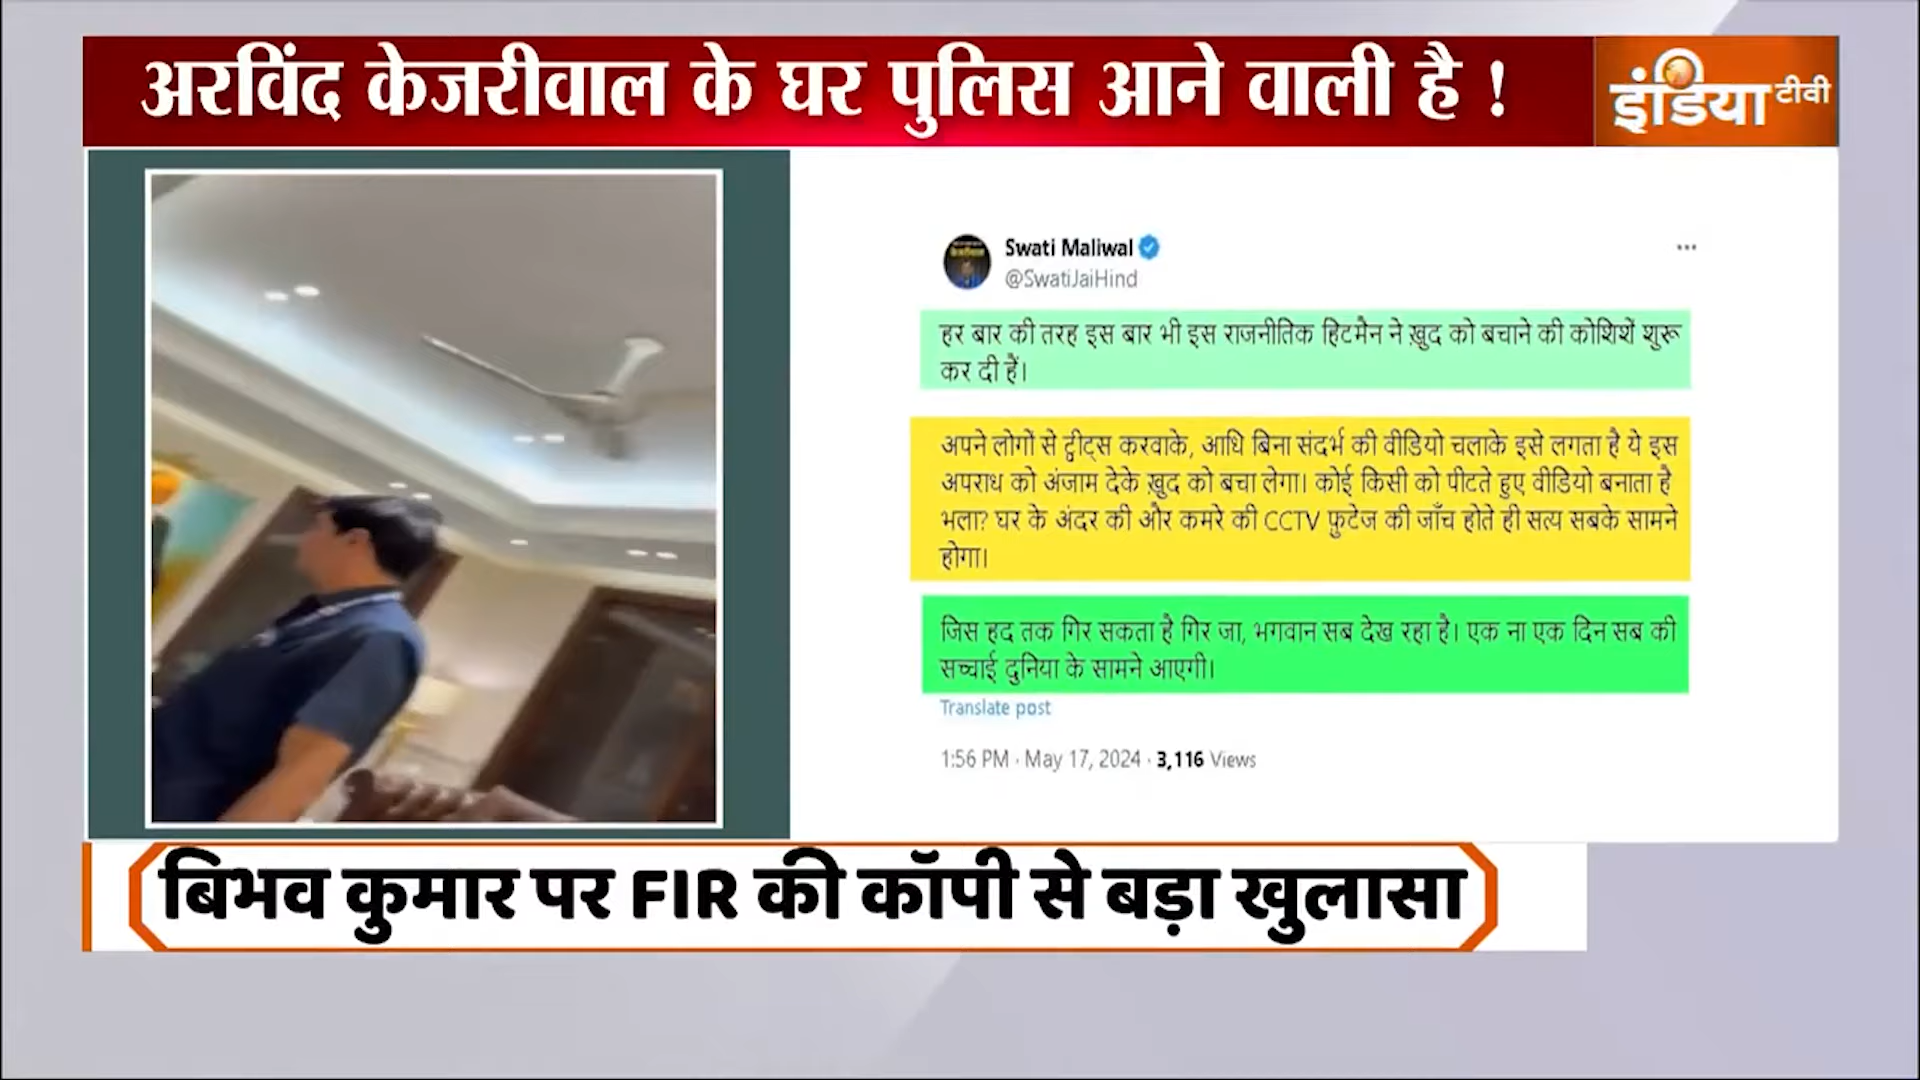 अरविंद केजरीवाल के घर पुलिस आने वाली है !
इंडिया टीवी
Swati Maliwal
@SwatiJaiHind
...
हर बार की तरह इस बार भी इस राजनीतिक हिटमैन ने ख़ुद को बचाने की कोशिशें शुरू
कर दी हैं।
अपने लोगों से ट्वीट्स करवाके, आधि बिना संदर्भ की वीडियो चलाके इसे लगता है ये इस
अपराध को अंजाम देके ख़ुद को बचा लेगा। कोई किसी को पीटते हुए वीडियो बनाता है
भला? घर के अंदर की और कमरे की CCTV फ़ुटेज की जाँच होते ही सत्य सबके सामने
होगा।
जिस हद तक गिर सकता है गिर जा, भगवान सब देख रहा है। एक ना एक दिन सब की
सच्चाई दुनिया के सामने आएगी।
Translate post
1:56 PM · May 17, 2024 · 3,116 Views
बिभव कुमार पर FIR की कॉपी से बड़ा खुलासा